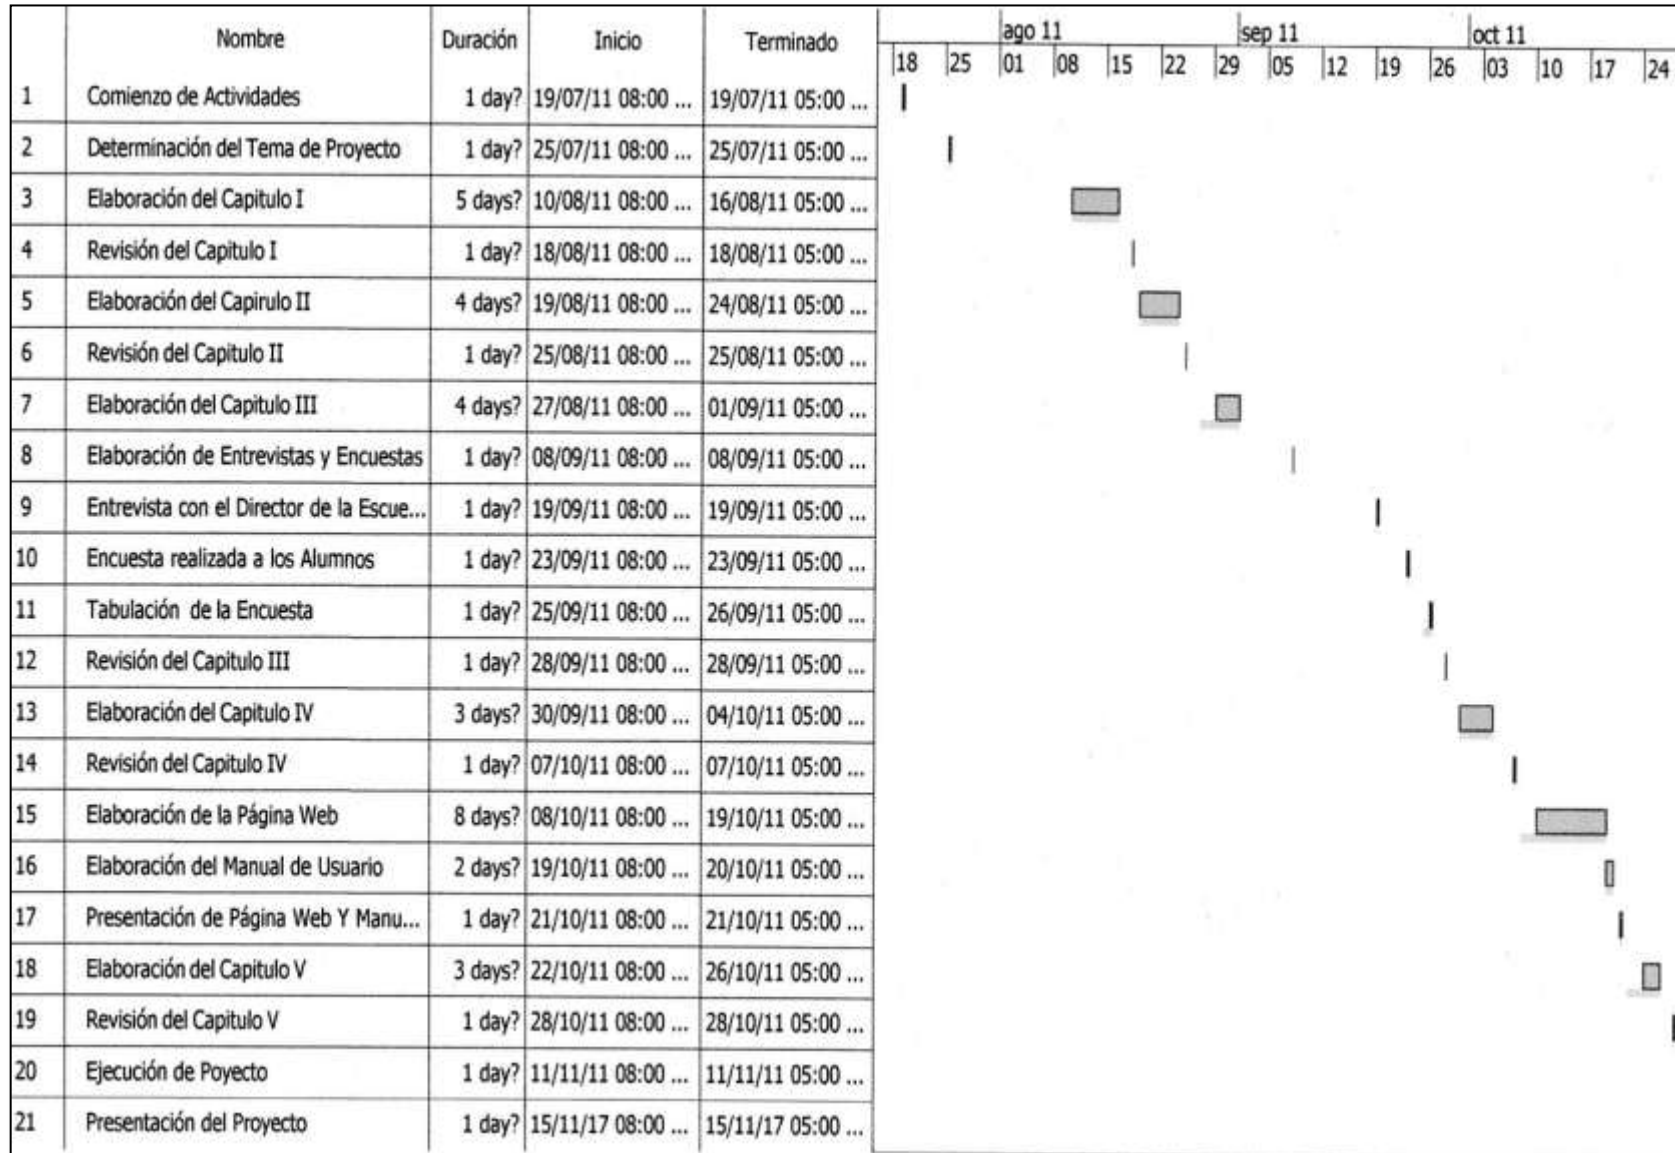 ago 11 sep 11 oct 11
Nombre Duración Inicio Terminado
18 25 01 08 15 22 29 05 12 19 26 03 10 17 24
1 Comienzo de Actividades 1 day? 19/07/11 08:00 ... 19/07/11 05:00 ...
2 Determinación del Tema de Proyecto 1 day? 25/07/11 08:00 ... 25/07/11 05:00 ...
3 Elaboración del Capitulo I 5 days? 10/08/11 08:00 ... 16/08/11 05:00 ...
4 Revisión del Capitulo I 1 day? 18/08/11 08:00 ... 18/08/11 05:00 ...
5 Elaboración del Capirulo II 4 days? 19/08/11 08:00 ... 24/08/11 05:00 ...
6 Revisión del Capitulo II 1 day? 25/08/11 08:00 ... 25/08/11 05:00 ...
7 Elaboración del Capitulo III 4 days? 27/08/11 08:00 ... 01/09/11 05:00 ...
8 Elaboración de Entrevistas y Encuestas 1 day? 08/09/11 08:00 ... 08/09/11 05:00 ...
9 Entrevista con el Director de la Escue... 1 day? 19/09/11 08:00 ... 19/09/11 05:00 ...
10 Encuesta realizada a los Alumnos 1 day? 23/09/11 08:00 ... 23/09/11 05:00 ...
11 Tabulación de la Encuesta 1 day? 25/09/11 08:00 ... 26/09/11 05:00 ...
12 Revisión del Capitulo III 1 day? 28/09/11 08:00 ... 28/09/11 05:00 ...
13 Elaboración del Capitulo IV 3 days? 30/09/11 08:00 ... 04/10/11 05:00 ...
14 Revisión del Capitulo IV 1 day? 07/10/11 08:00 ... 07/10/11 05:00 ...
15 Elaboración de la Página Web 8 days? 08/10/11 08:00 ... 19/10/11 05:00 ...
16 Elaboración del Manual de Usuario 2 days? 19/10/11 08:00 ... 20/10/11 05:00 ...
17 Presentación de Página Web Y Manu... 1 day? 21/10/11 08:00 ... 21/10/11 05:00 ...
18 Elaboración del Capitulo V 3 days? 22/10/11 08:00 ... 26/10/11 05:00 ...
19 Revisión del Capitulo V 1 day? 28/10/11 08:00 ... 28/10/11 05:00 ...
20 Ejecución de Poyecto 1 day? 11/11/11 08:00 ... 11/11/11 05:00 ...
21 Presentación del Proyecto 1 day? 15/11/17 08:00 ... 15/11/17 05:00 ...